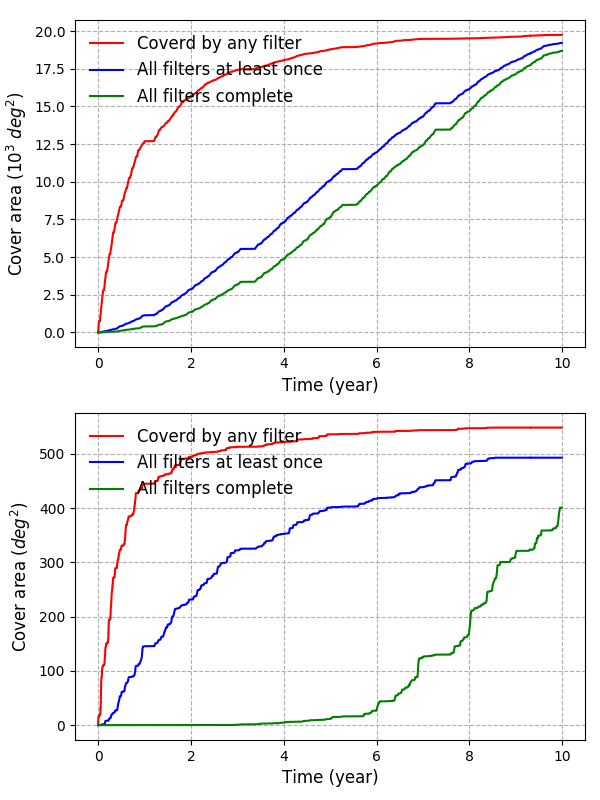 20.0
17.5
15.0
12.5
10.0
7.5
5.0
2.5
0.0
Cover area (10³ deg²)
Coverd by any filter
All filters at least once
All filters complete
0 2 4 6 8 10
Time (year)
500
400
300
200
100
0
Cover area (deg²)
Coverd by any filter
All filters at least once
All filters complete
0 2 4 6 8 10
Time (year)